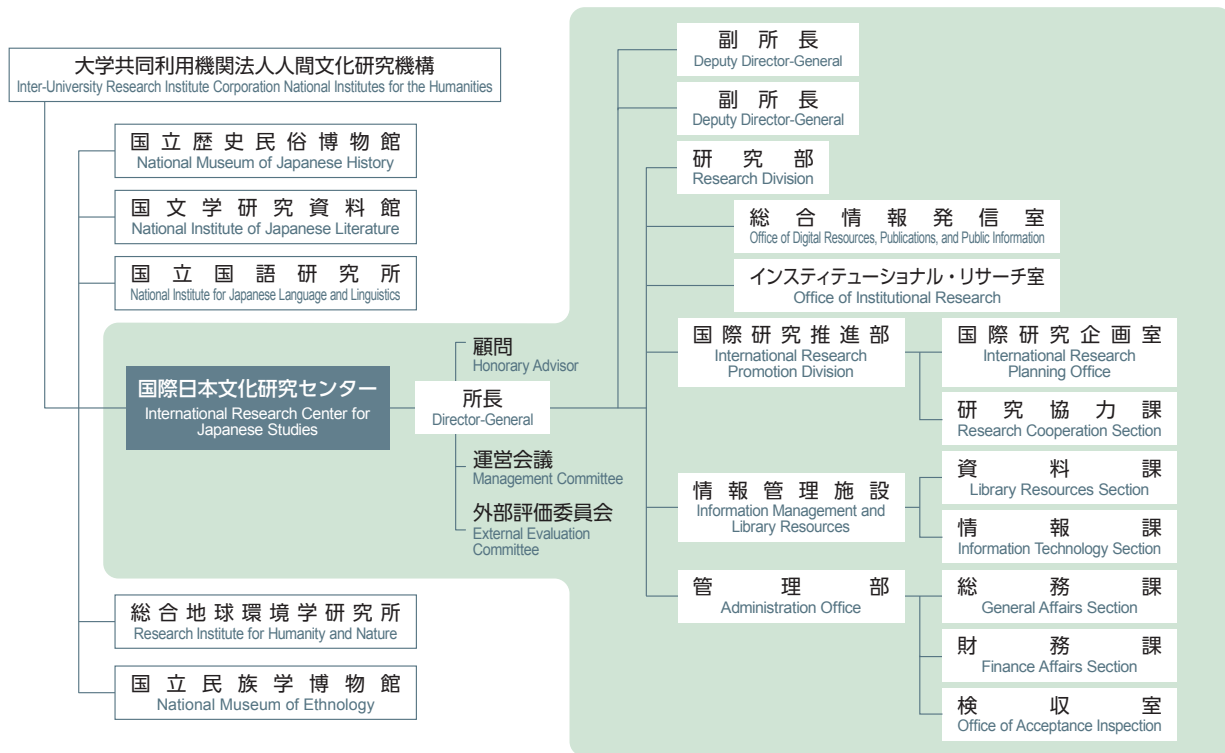 大学共同利用機関法人人間文化研究機構
Inter-University Research Institute Corporation National Institutes for the Humanities
国立歴史民俗博物館
National Museum of Japanese History
国文学研究資料館
National Institute of Japanese Literature
国立国語研究所
National Institute for Japanese Language and Linguistics
国際日本文化研究センター
International Research Center for
Japanese Studies
総合地球環境学研究所
Research Institute for Humanity and Nature
国立民族学博物館
National Museum of Ethnology
顧問
Honorary Advisor
所長
Director-General
運営会議
Management Committee
外部評価委員会
External Evaluation
Committee
副所長
Deputy Director-General
副所長
Deputy Director-General
研究部
Research Division
総合情報発信室
Office of Digital Resources, Publications, and Public Information
インスティテューショナル・リサーチ室
Office of Institutional Research
国際研究推進部
International Research
Promotion Division
国際研究企画室
International Research
Planning Office
研究協力課
Research Cooperation Section
情報管理施設
Information Management and
Library Resources
資料課
Library Resources Section
情報課
Information Technology Section
管理部
Administration Office
総務課
General Affairs Section
財務課
Finance Affairs Section
検収室
Office of Acceptance Inspection